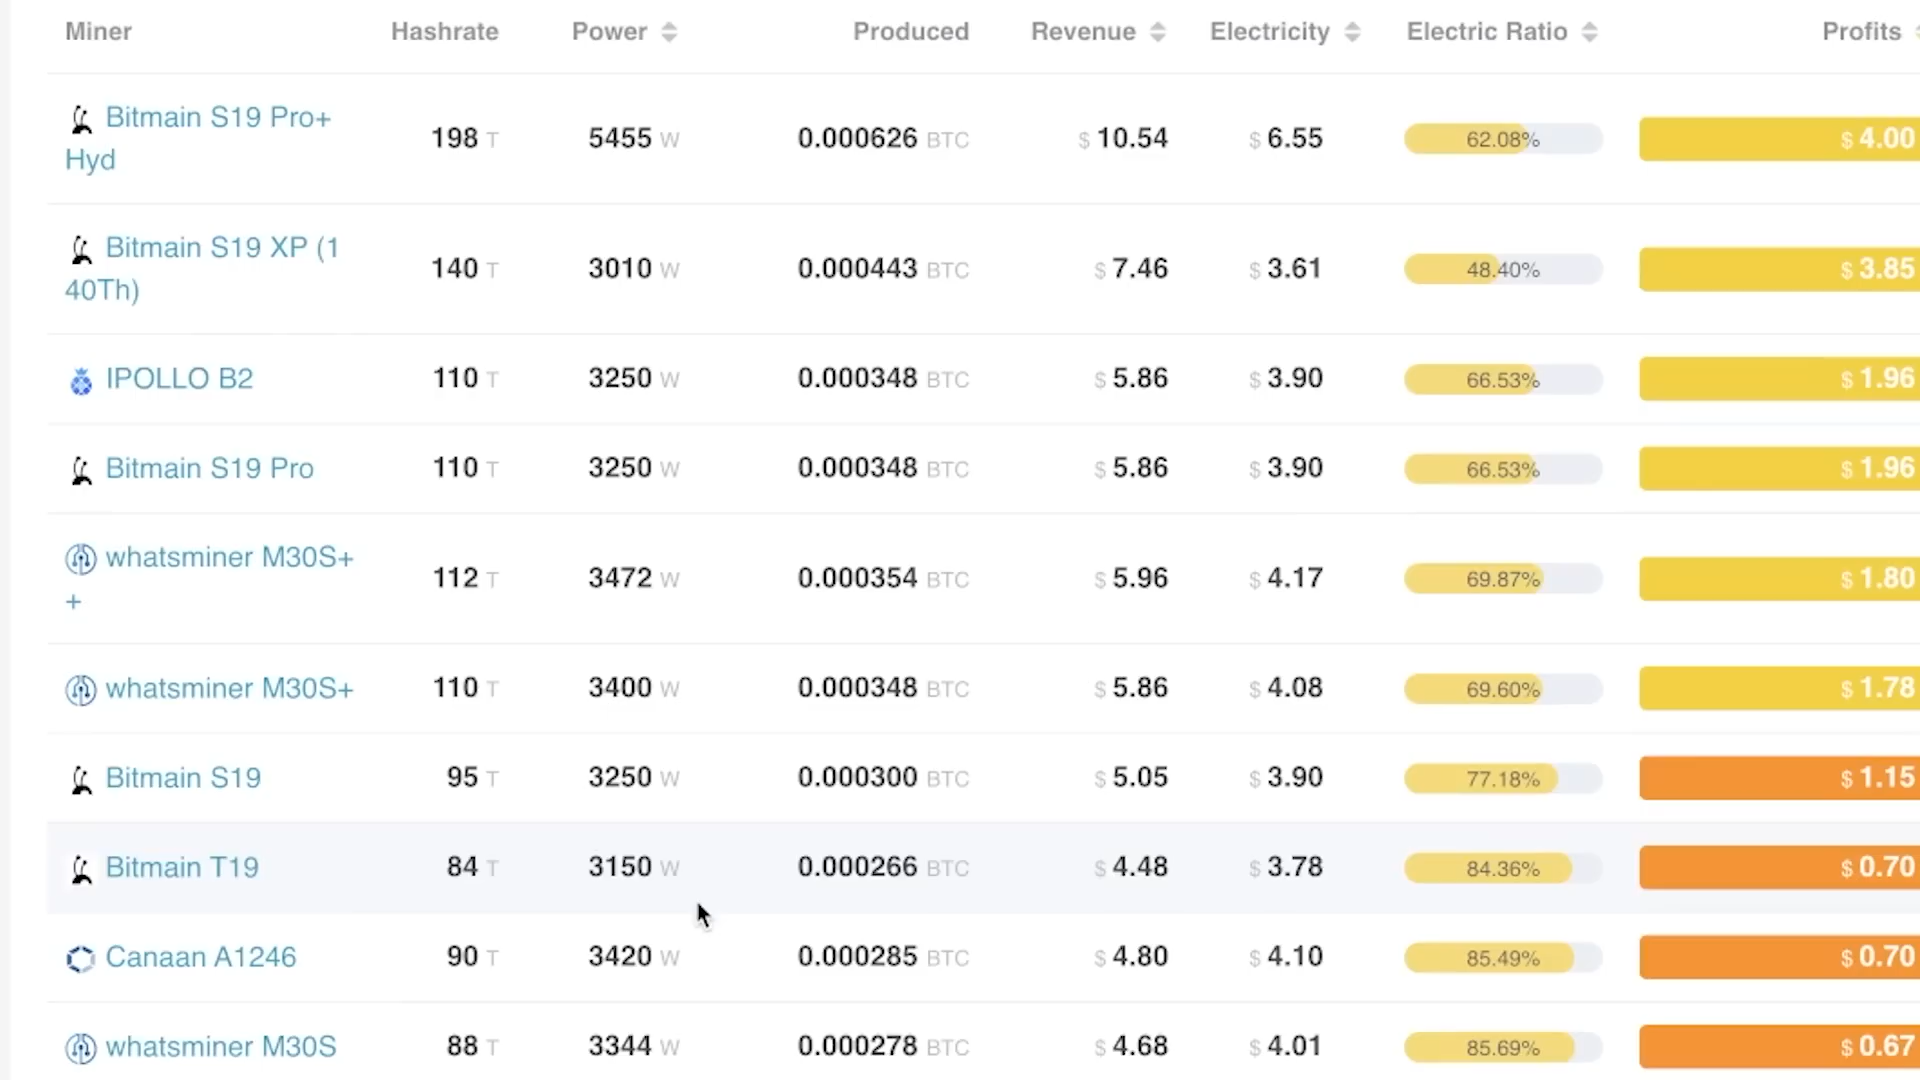 Miner Hashrate Power Produced Revenue Electricity Electric Ratio Profits
Bitmain S19 Pro+
Hyd
198 T 5455 W 0.000626 BTC $ 10.54 $ 6.55 62.08% $ 4.00
Bitmain S19 XP (1
40Th)
140 T 3010 W 0.000443 BTC $ 7.46 $ 3.61 48.40% $ 3.85
IPOLLO B2 110 T 3250 W 0.000348 BTC $ 5.86 $ 3.90 66.53% $ 1.96
Bitmain S19 Pro 110 T 3250 W 0.000348 BTC $ 5.86 $ 3.90 66.53% $ 1.96
whatsminer M30S+
+
112 T 3472 W 0.000354 BTC $ 5.96 $ 4.17 69.87% $ 1.80
whatsminer M30S+ 110 T 3400 W 0.000348 BTC $ 5.86 $ 4.08 69.60% $ 1.78
Bitmain S19 95 T 3250 W 0.000300 BTC $ 5.05 $ 3.90 77.18% $ 1.15
Bitmain T19 84 T 3150 W 0.000266 BTC $ 4.48 $ 3.78 84.36% $ 0.70
Canaan A1246 90 T 3420 W 0.000285 BTC $ 4.80 $ 4.10 85.49% $ 0.70
whatsminer M30S 88 T 3344 W 0.000278 BTC $ 4.68 $ 4.01 85.69% $ 0.67